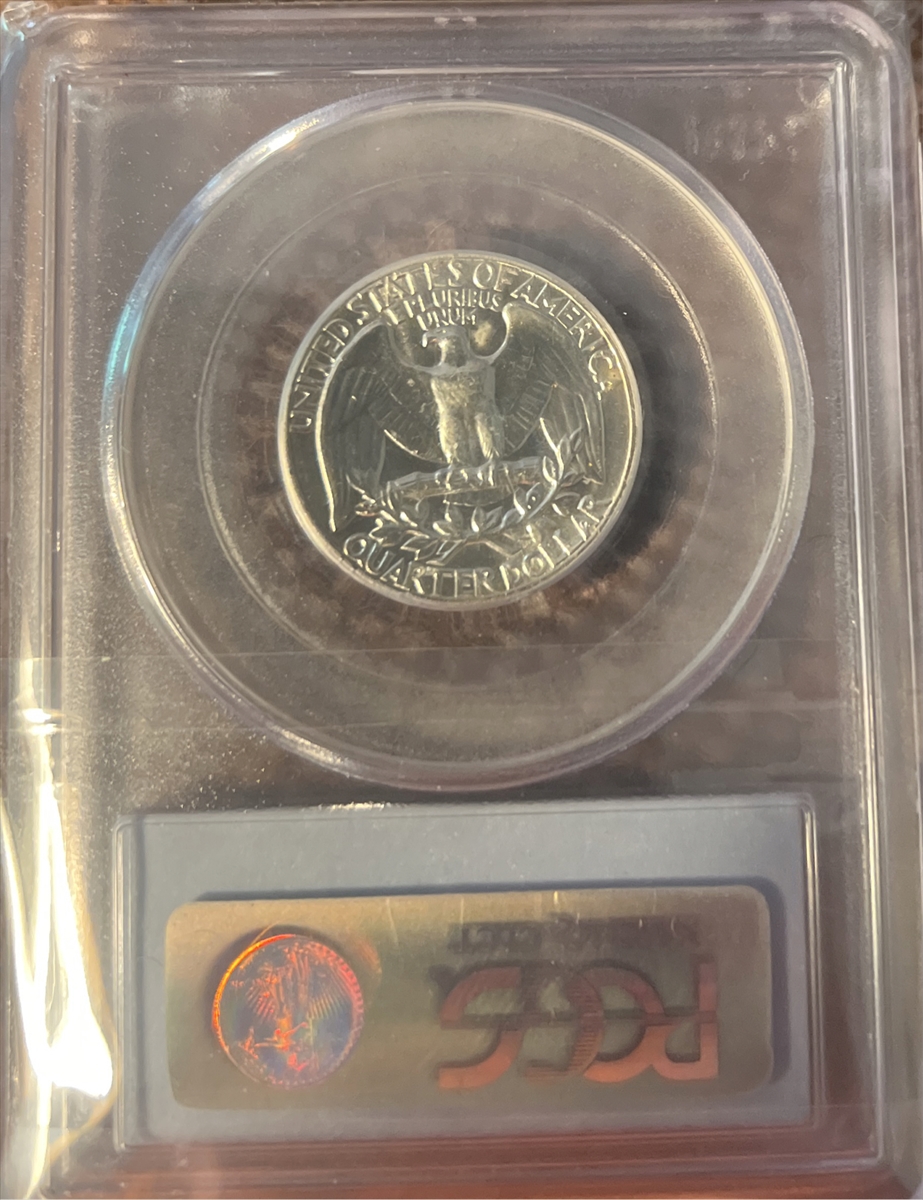 UNITED STATES OF AMERICA
E PLURIBUS
UNUM
QUARTER DOLLAR
PCGS